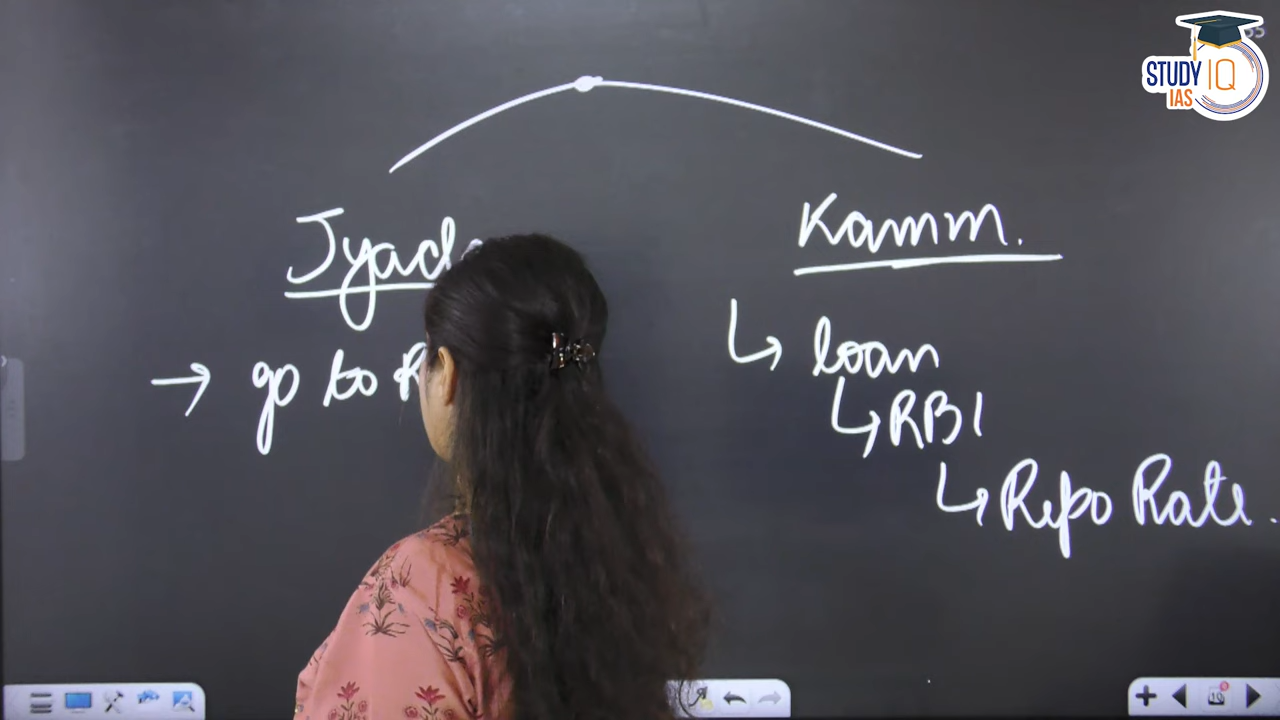 STUDY IQ
IAS
Kamm.
→ go to
↳ loan
↳ RBI
↳ Repo Rate.